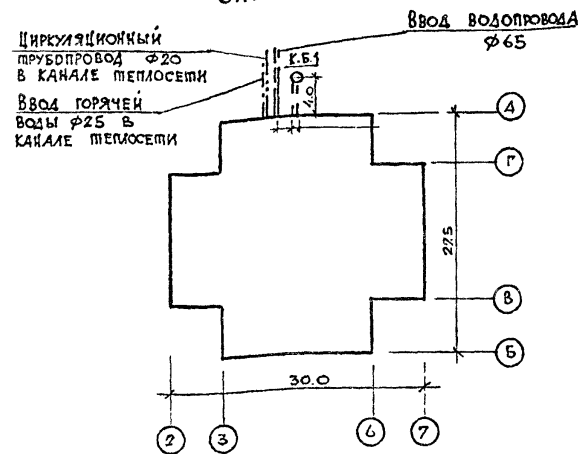 Ввод водопровода
Ф65
Циркуляционный
трубопровод Ф20
в канале теплосети
К.Б.1
4.0
Ввод горячей
воды Ф25 в
канале теплосети
Д
Г
27.5
В
Б
30.0
2
3
6
7